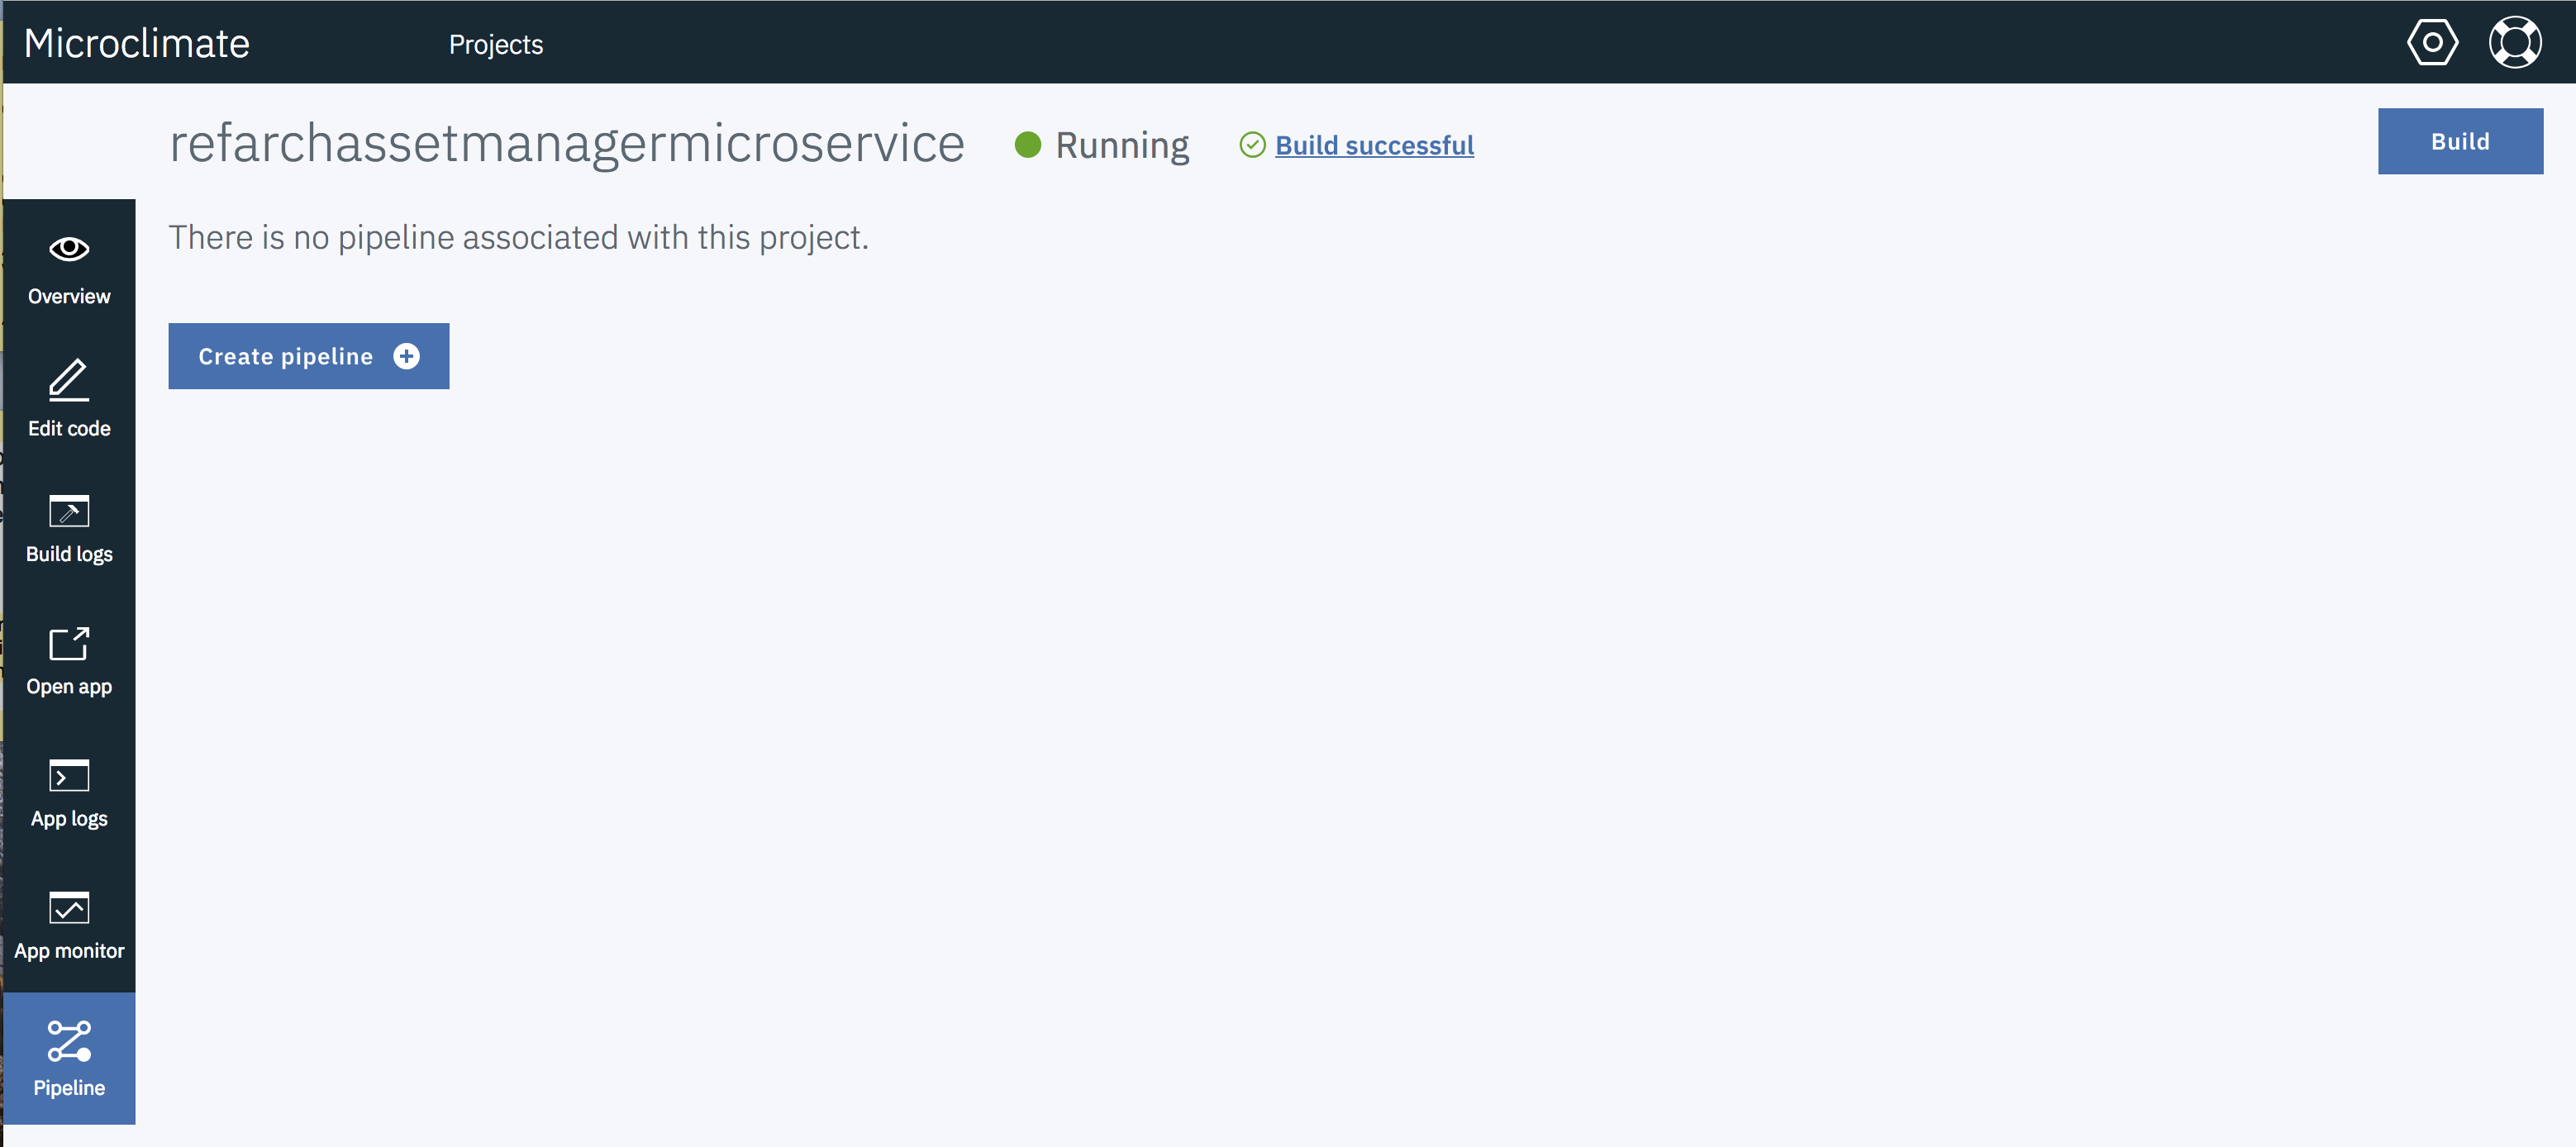 Microclimate
Projects
refarchassetmanagermicroservice
Running
Build successful
Build
There is no pipeline associated with this project.
Create pipeline
Overview
Edit code
Build logs
Open app
App logs
App monitor
Pipeline